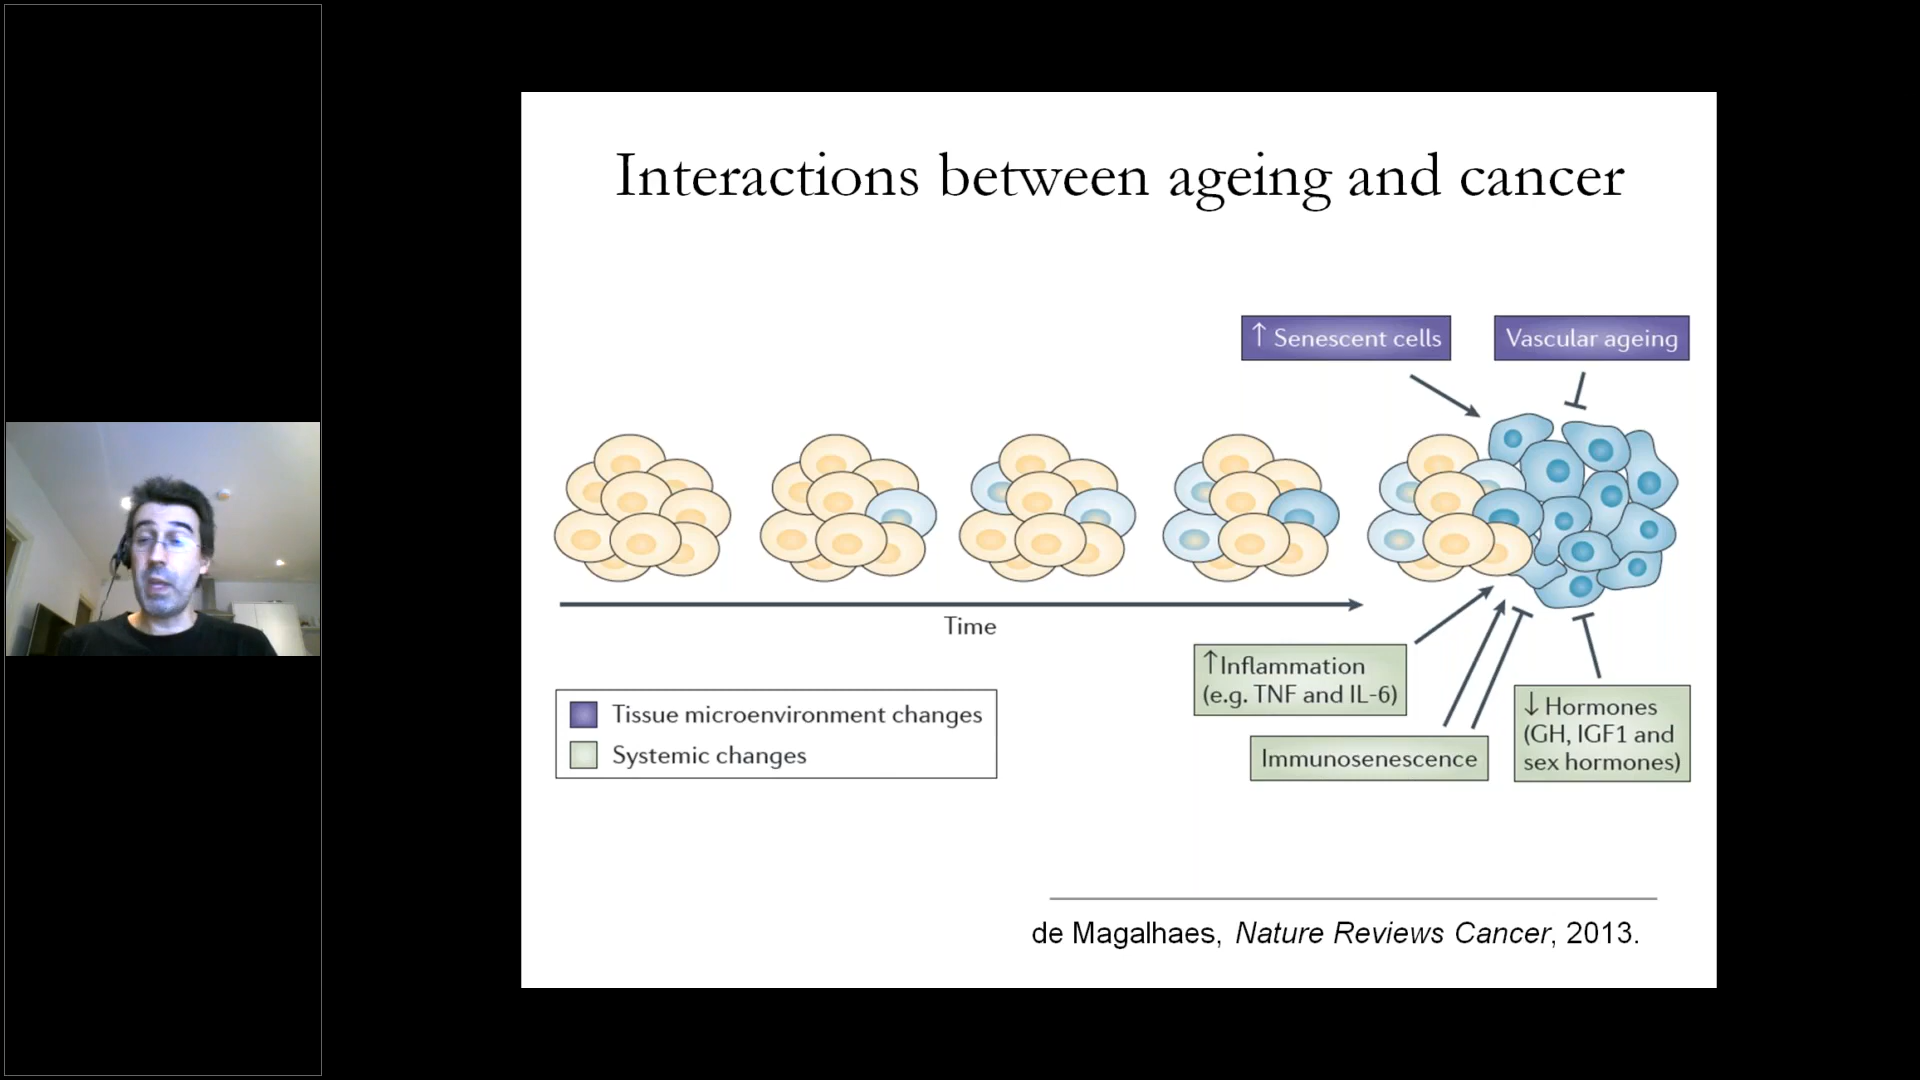 Interactions between ageing and cancer
↑ Senescent cells
Vascular ageing
Time
↑Inflammation
(e.g. TNF and IL-6)
Immunosenescence
↓ Hormones
(GH, IGF1 and
sex hormones)
Tissue microenvironment changes
Systemic changes
de Magalhaes, Nature Reviews Cancer, 2013.